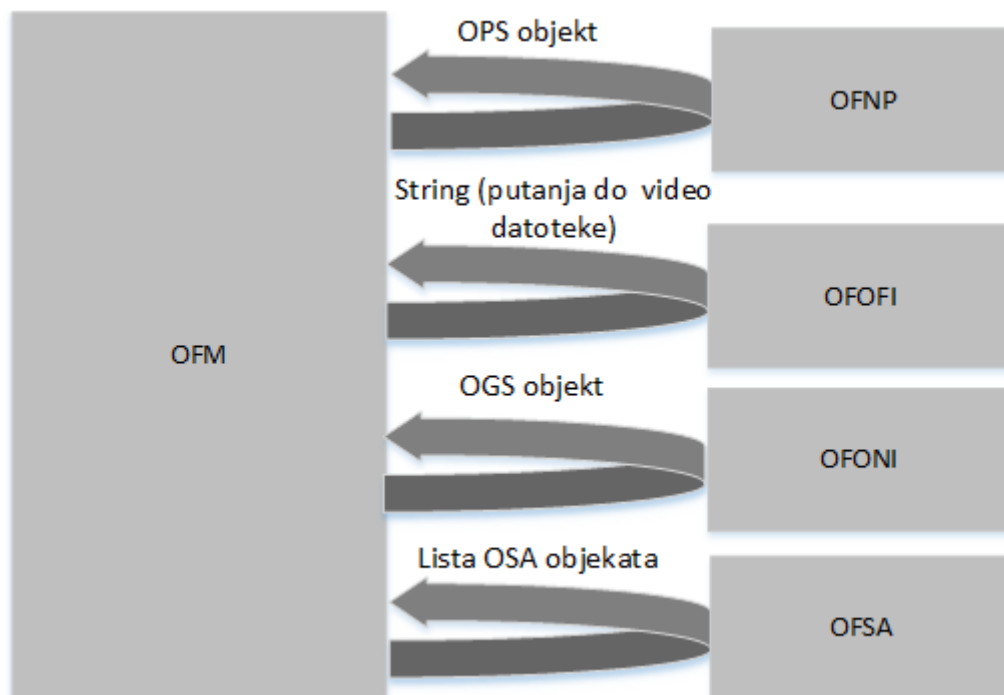 OPS objekt
OFNP
String (putanja do video
datoteke)
OFOFI
OFM
OGS objekt
OFONI
Lista OSA objekata
OFSA